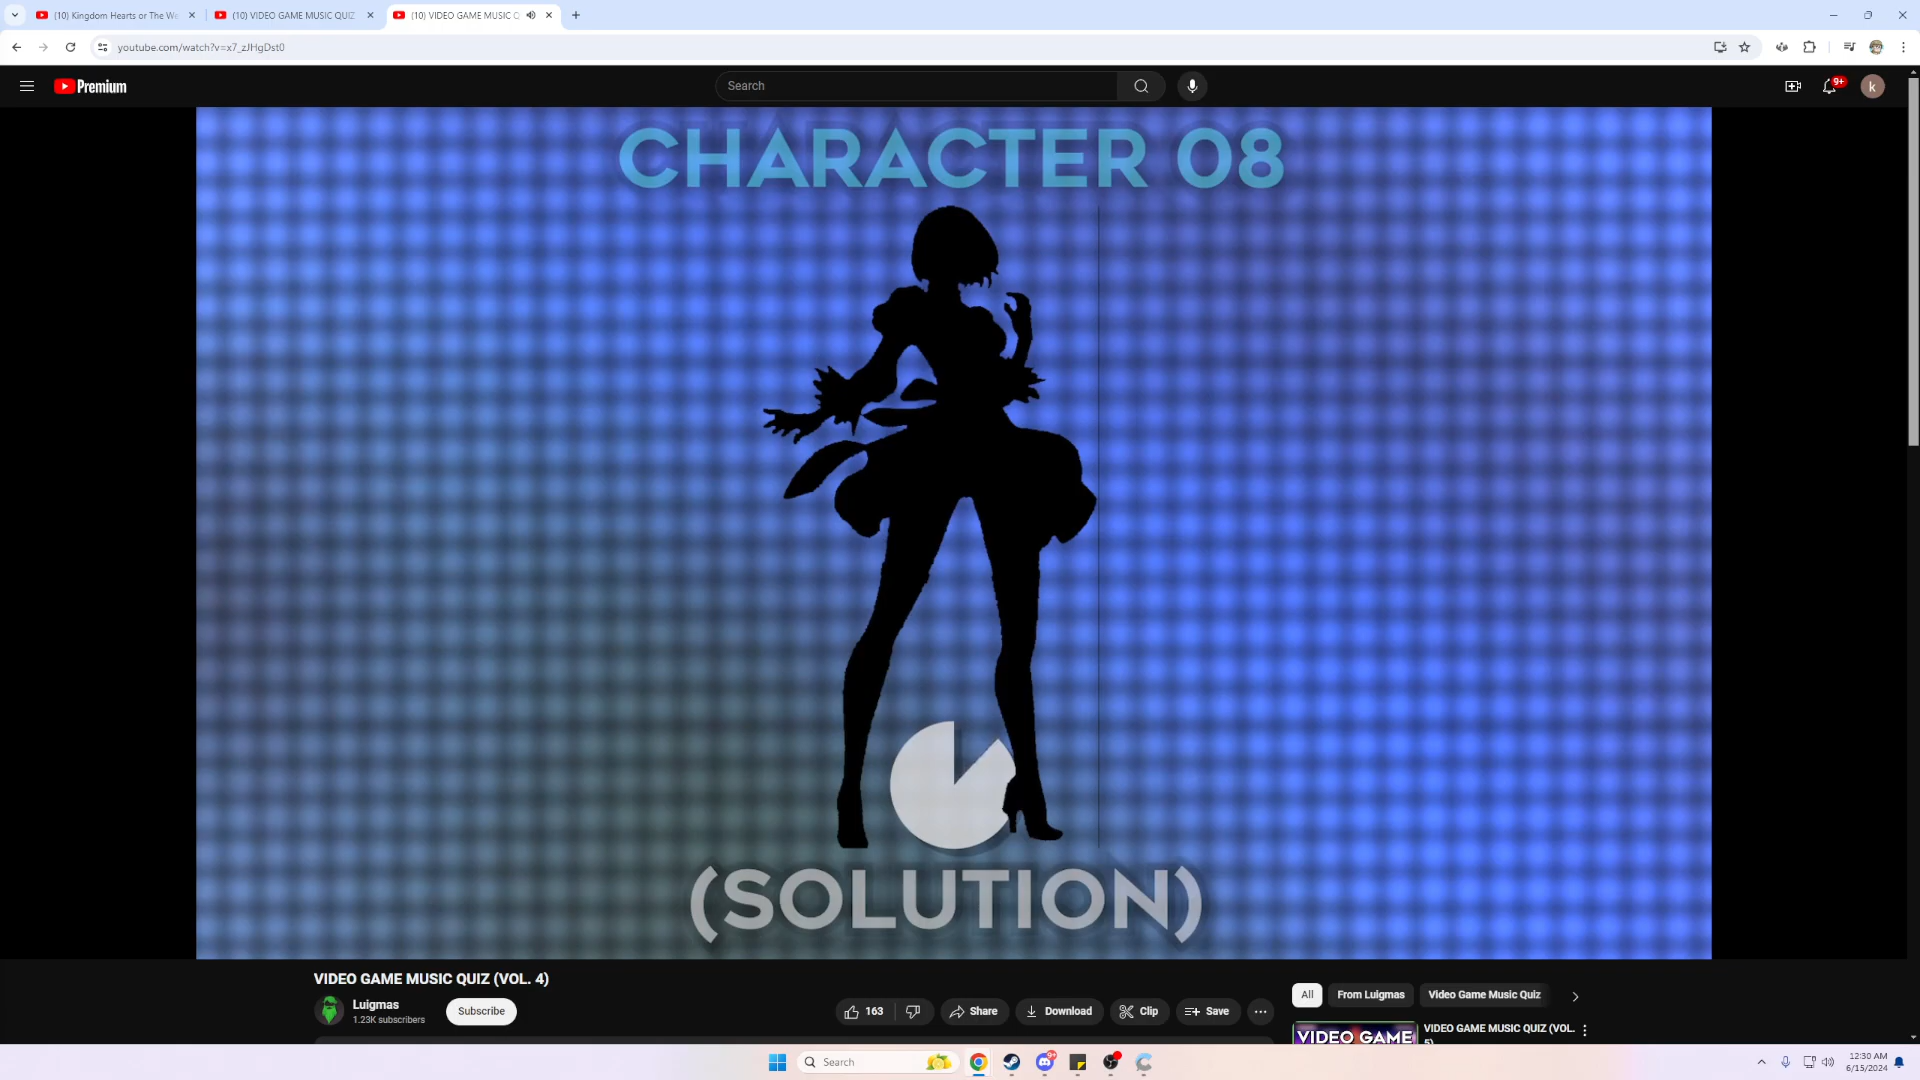 (10) Kingdom Hearts or The We
(10) VIDEO GAME MUSIC QUIZ
(10) VIDEO GAME MUSIC Q
youtube.com/watch?v=x7_zJHgDst0
Premium
Search
9+
k
CHARACTER 08
(SOLUTION)
VIDEO GAME MUSIC QUIZ (VOL. 4)
Luigmas
1.23K subscribers
Subscribe
163
Share
Download
Clip
Save
All
From Luigmas
Video Game Music Quiz
VIDEO GAME
VIDEO GAME MUSIC QUIZ (VOL.
5)
Search
9+
12:30 AM
6/15/2024